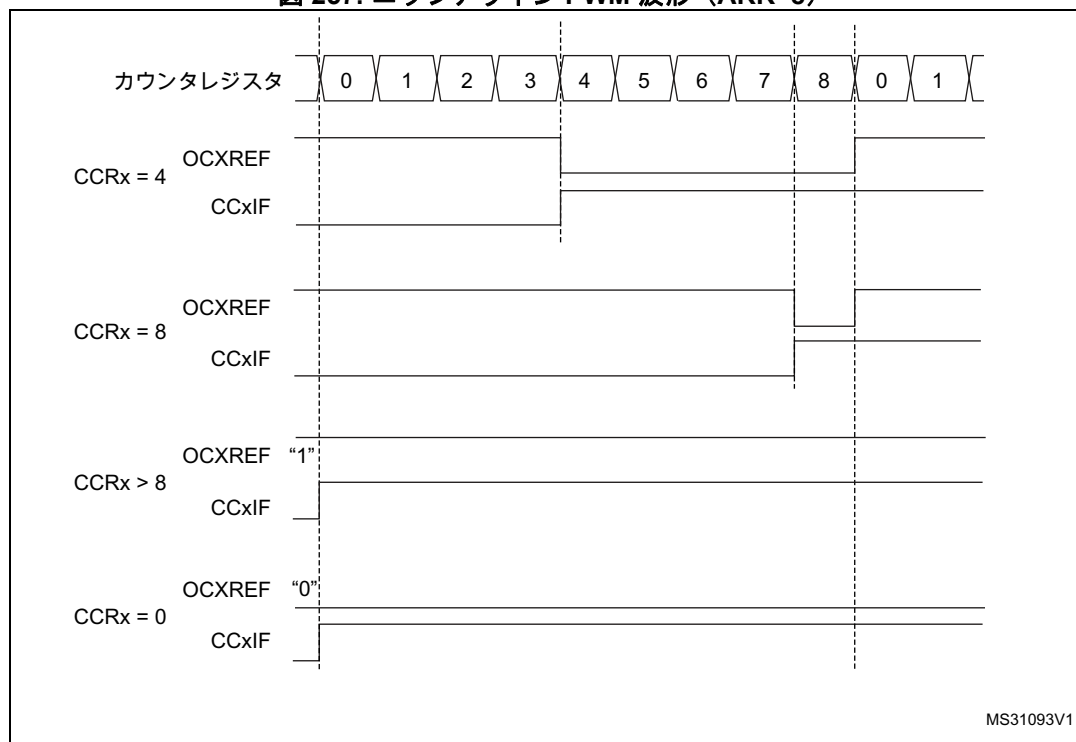 カウンタレジスタ 0 1 2 3 4 5 6 7 8 0 1
CCRx = 4
OCXREF
CCxIF
CCRx = 8
OCXREF
CCxIF
CCRx > 8
OCXREF “1”
CCxIF
CCRx = 0
OCXREF “0”
CCxIF
MS31093V1